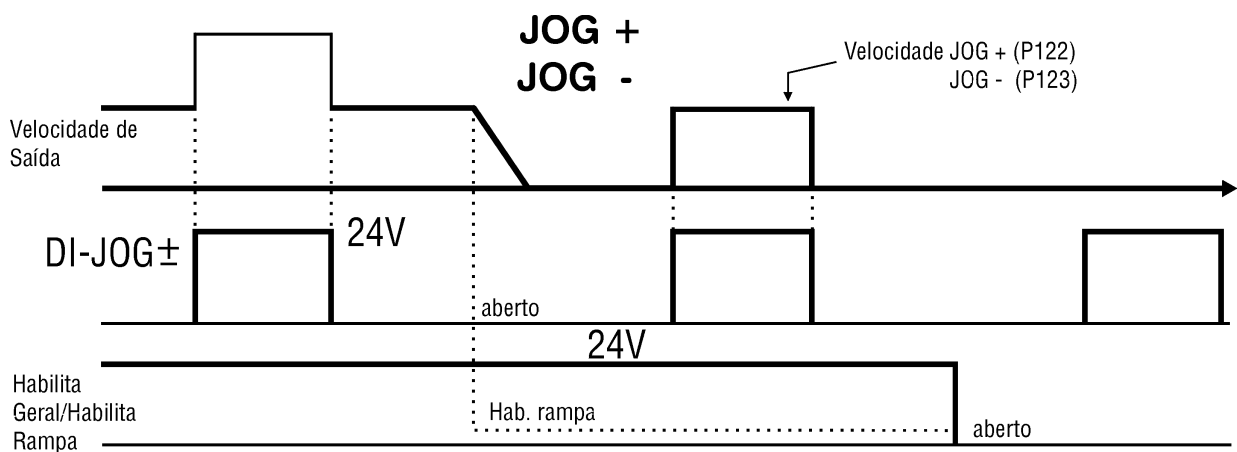 JOG +
JOG -
Velocidade JOG + (P122)
JOG - (P123)
Velocidade de
Saída
DI-JOG±
24V
aberto
24V
Habilita
Geral/Habilita
Rampa
Hab. rampa
aberto